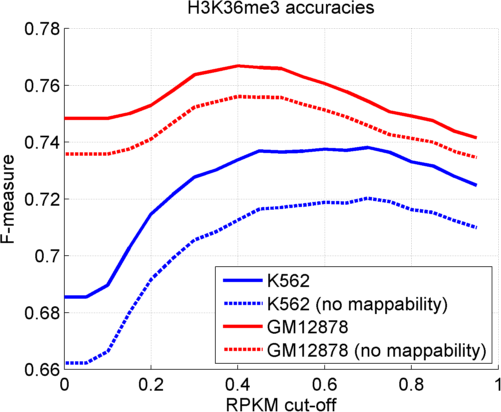 H3K36me3 accuracies
0.78
0.76
0.74
0.72
0.7
0.68
0.66
F-measure
K562
K562 (no mappability)
GM12878
GM12878 (no mappability)
0 0.2 0.4 0.6 0.8 1
RPKM cut-off